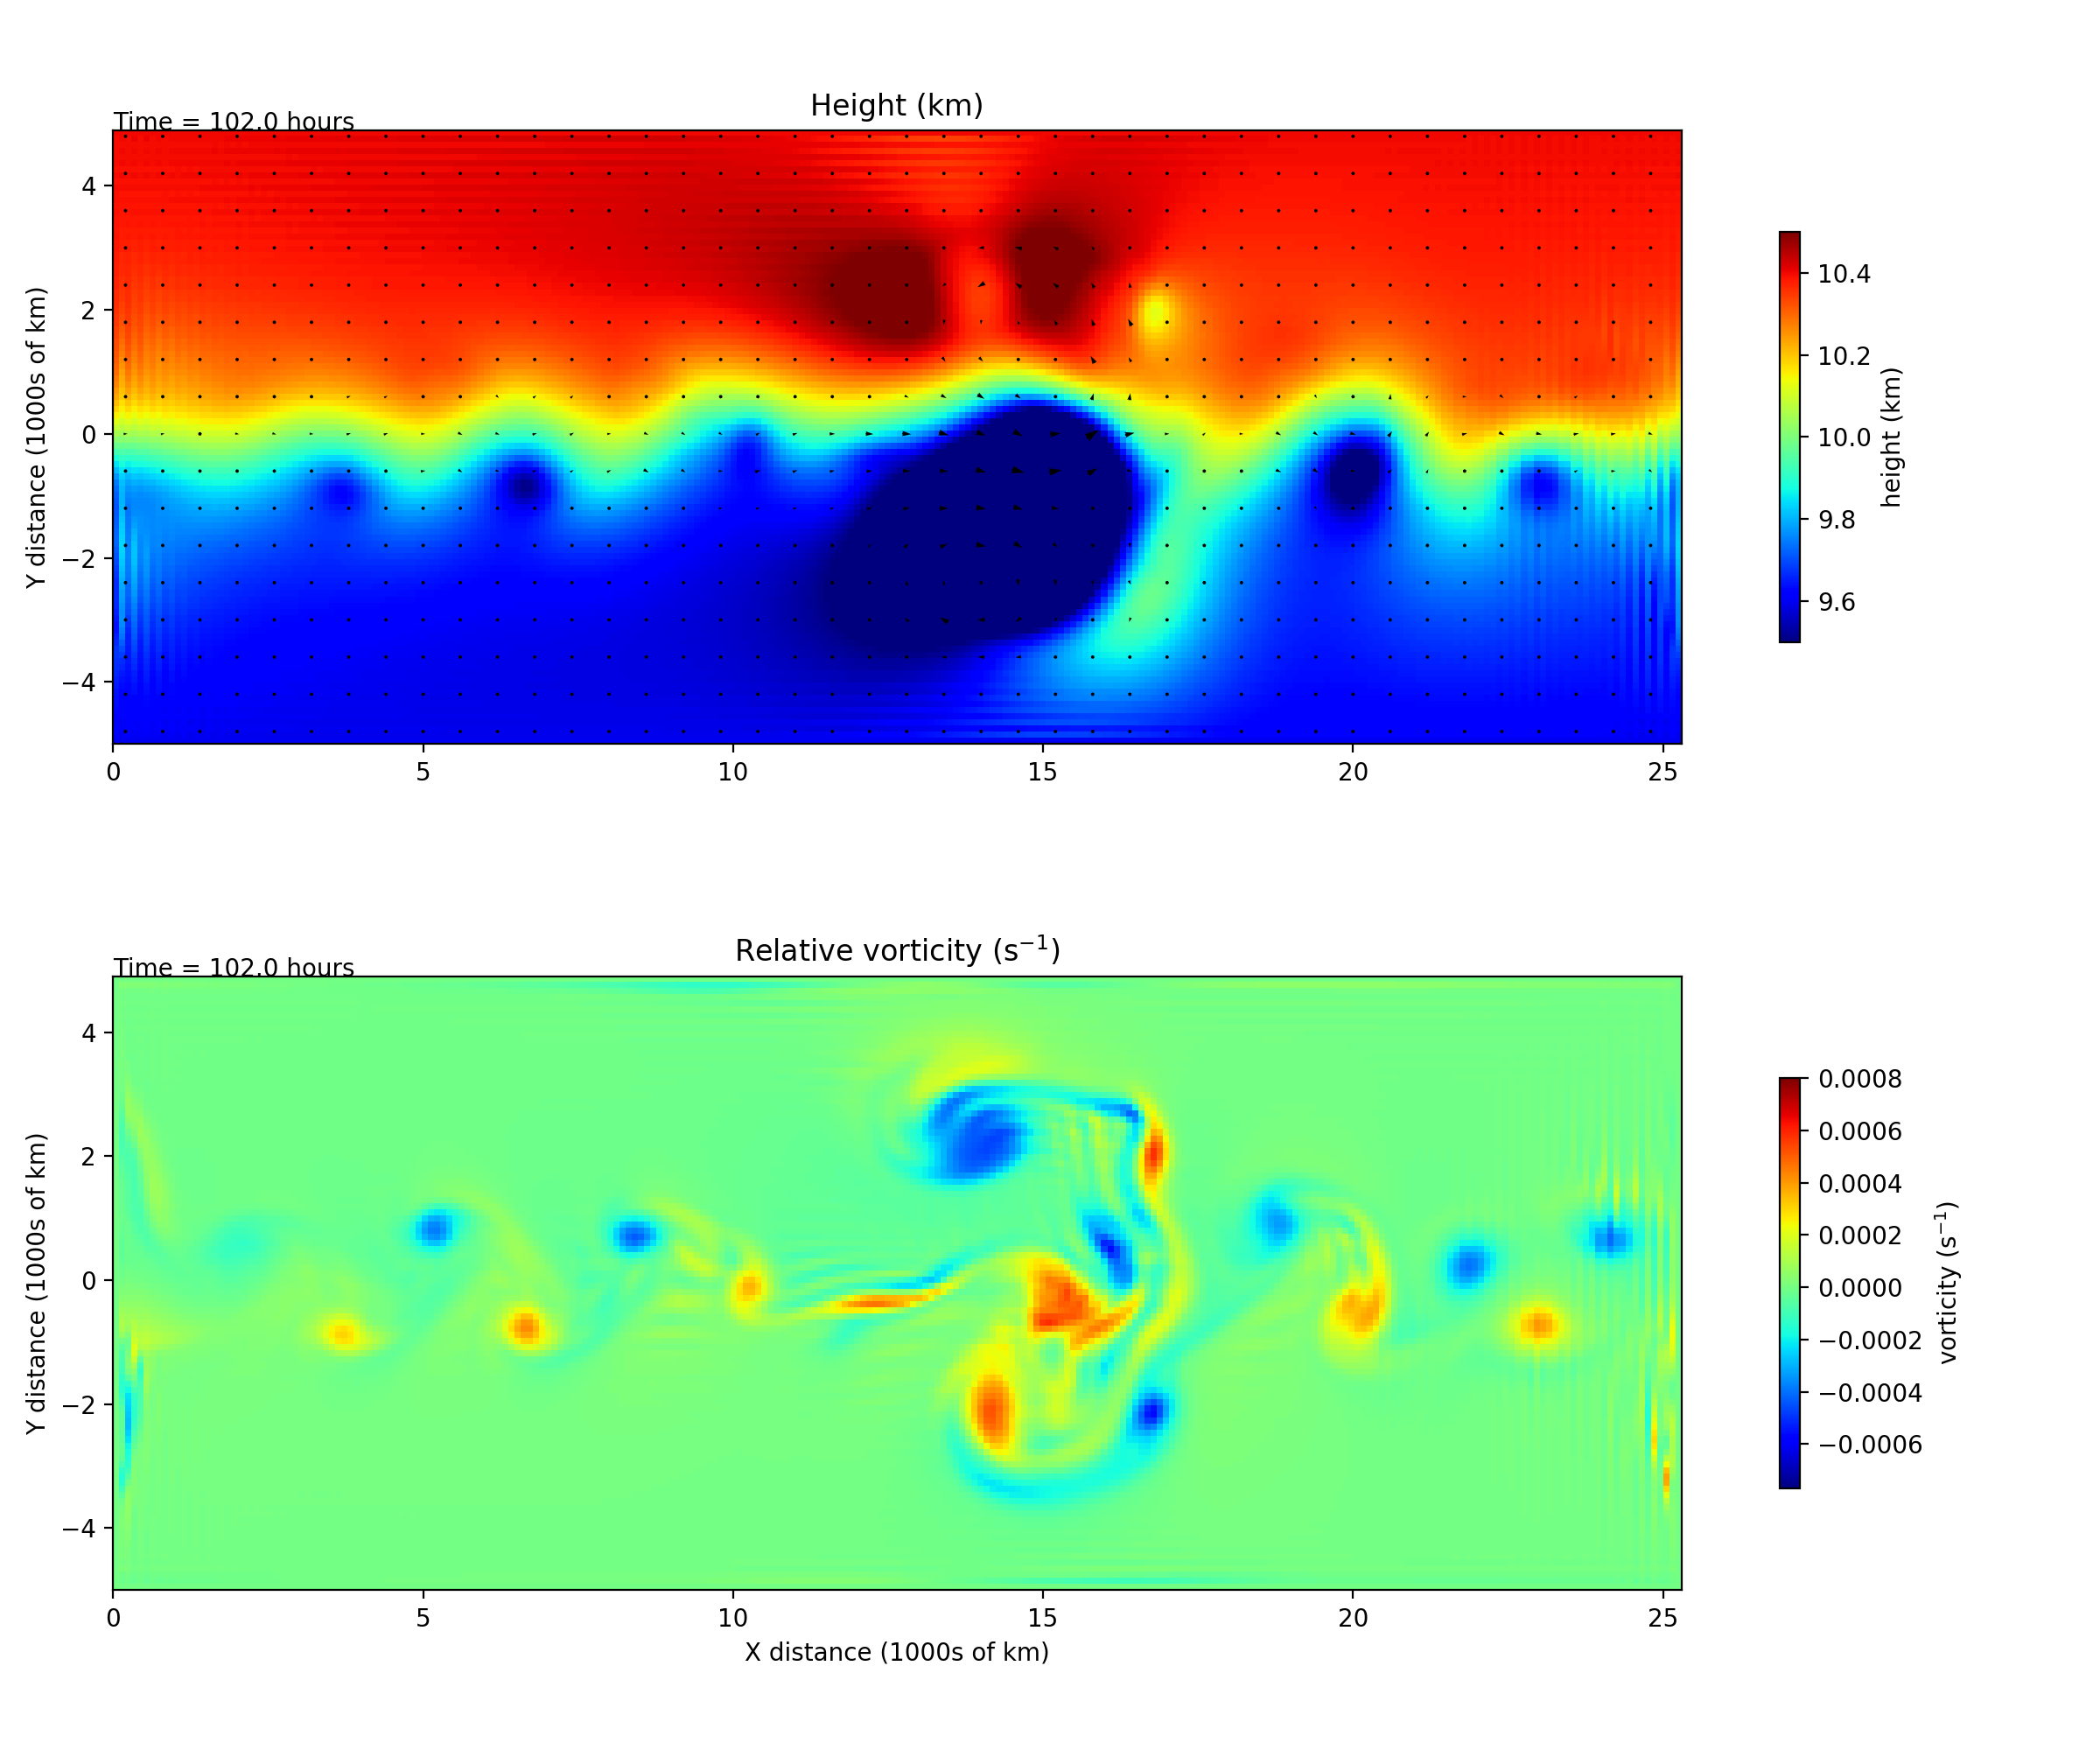 Height (km)
Time = 102.0 hours
4
2
0
−2
−4
Y distance (1000s of km)
0 5 10 15 20 25
10.4
10.2
10.0
9.8
9.6
height (km)
Relative vorticity (s⁻¹)
Time = 102.0 hours
4
2
0
−2
−4
Y distance (1000s of km)
0 5 10 15 20 25
X distance (1000s of km)
0.0008
0.0006
0.0004
0.0002
0.0000
−0.0002
−0.0004
−0.0006
vorticity (s⁻¹)